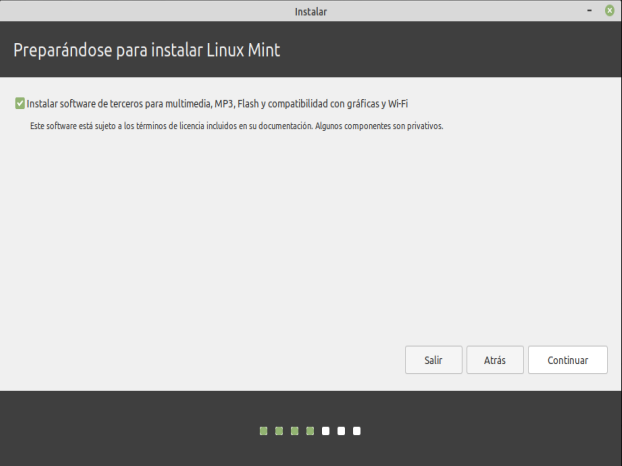 Instalar
Preparándose para instalar Linux Mint
Instalar software de terceros para multimedia, MP3, Flash y compatibilidad con gráficas y Wi-Fi
Este software está sujeto a los términos de licencia incluidos en su documentación. Algunos componentes son privativos.
Salir Atrás Continuar